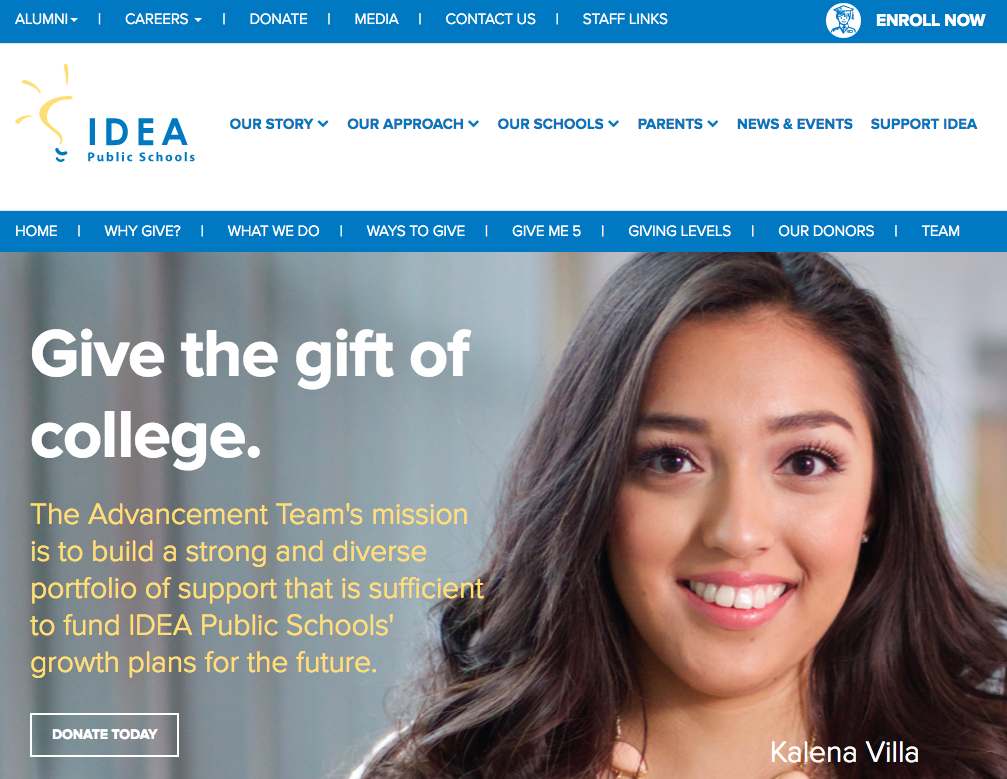 ALUMNI | CAREERS | DONATE | MEDIA | CONTACT US | STAFF LINKS ENROLL NOW
IDEA
Public Schools
OUR STORY OUR APPROACH OUR SCHOOLS PARENTS NEWS & EVENTS SUPPORT IDEA
HOME | WHY GIVE? | WHAT WE DO | WAYS TO GIVE | GIVE ME 5 | GIVING LEVELS | OUR DONORS | TEAM
Give the gift of
college.
The Advancement Team's mission
is to build a strong and diverse
portfolio of support that is sufficient
to fund IDEA Public Schools'
growth plans for the future.
DONATE TODAY
Kalena Villa